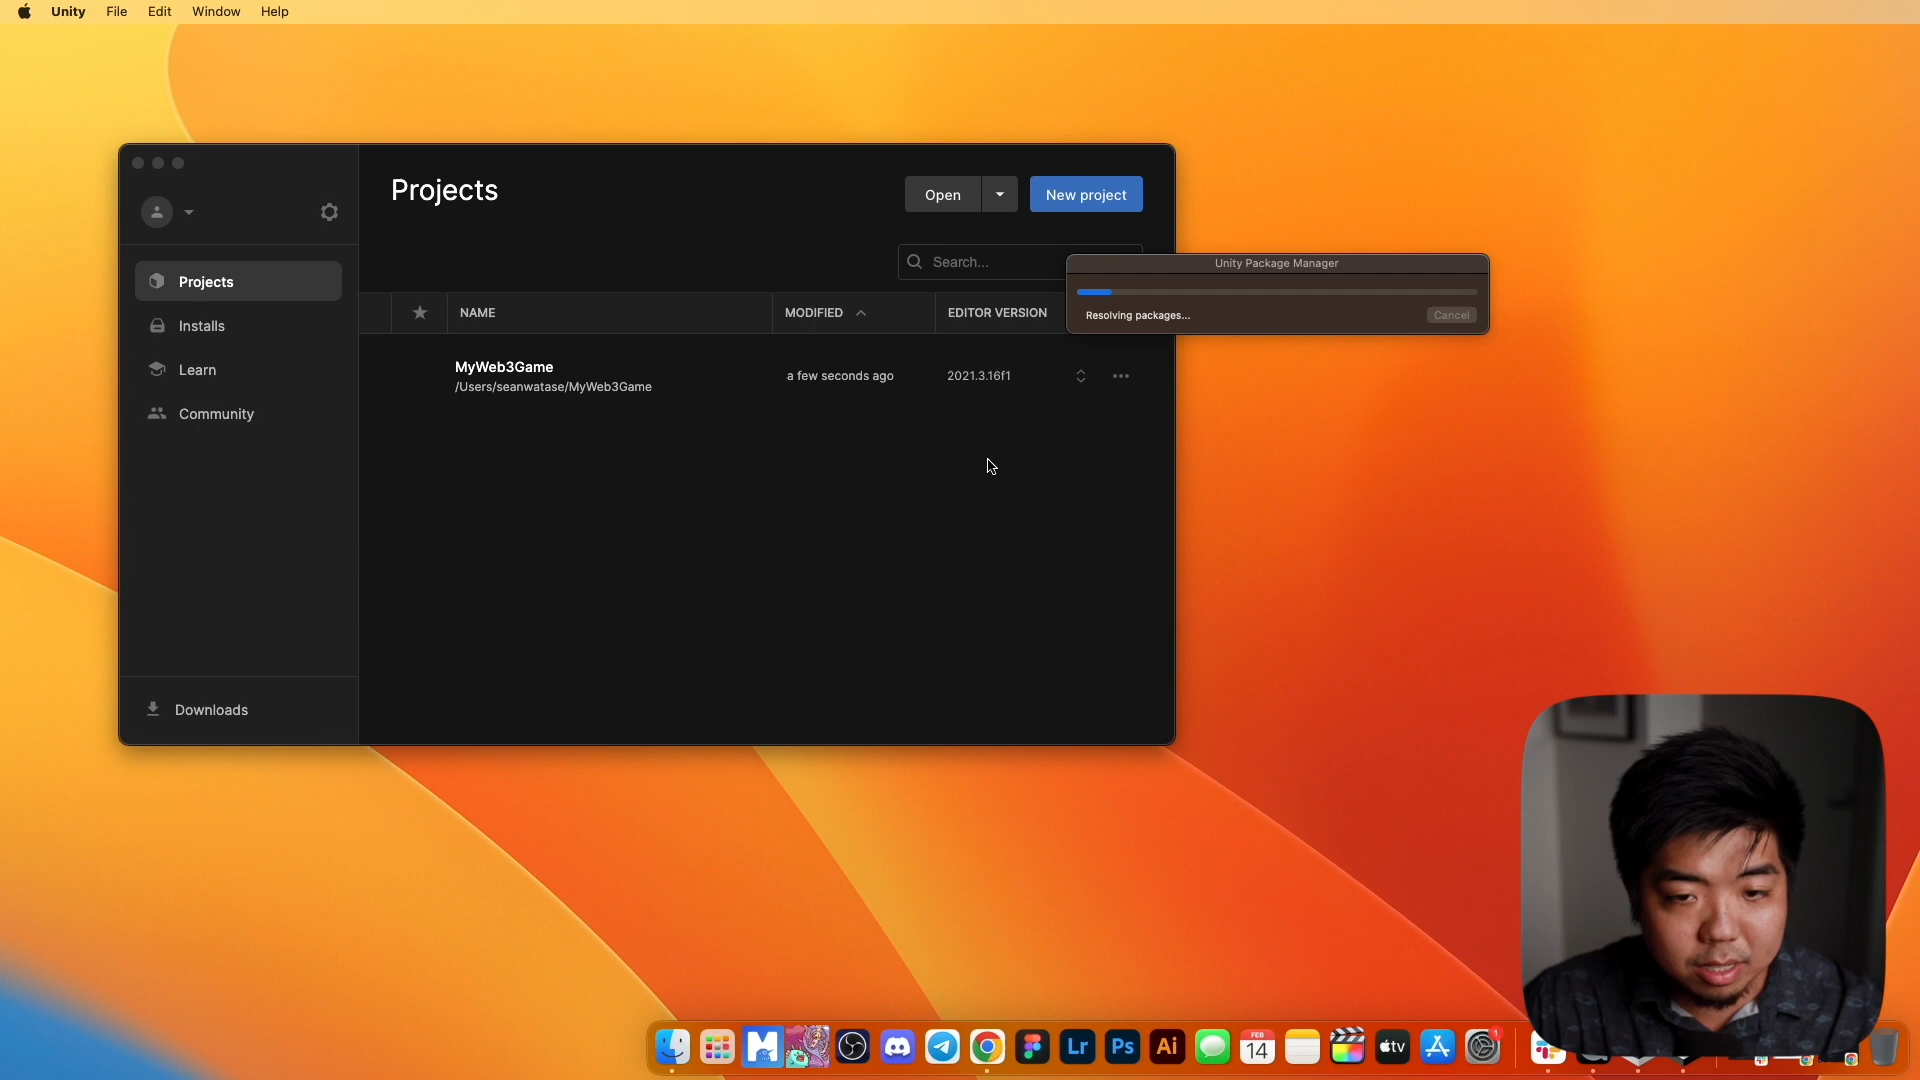 Unity File Edit Window Help
Projects
Open
New project
Search...
Unity Package Manager
Resolving packages...
Cancel
Projects
Installs
Learn
Community
Downloads
NAME
MODIFIED
EDITOR VERSION
MyWeb3Game
/Users/seanwatase/MyWeb3Game
a few seconds ago
2021.3.16f1
M
Lr
Ps
Ai
FEB
14
tv
1